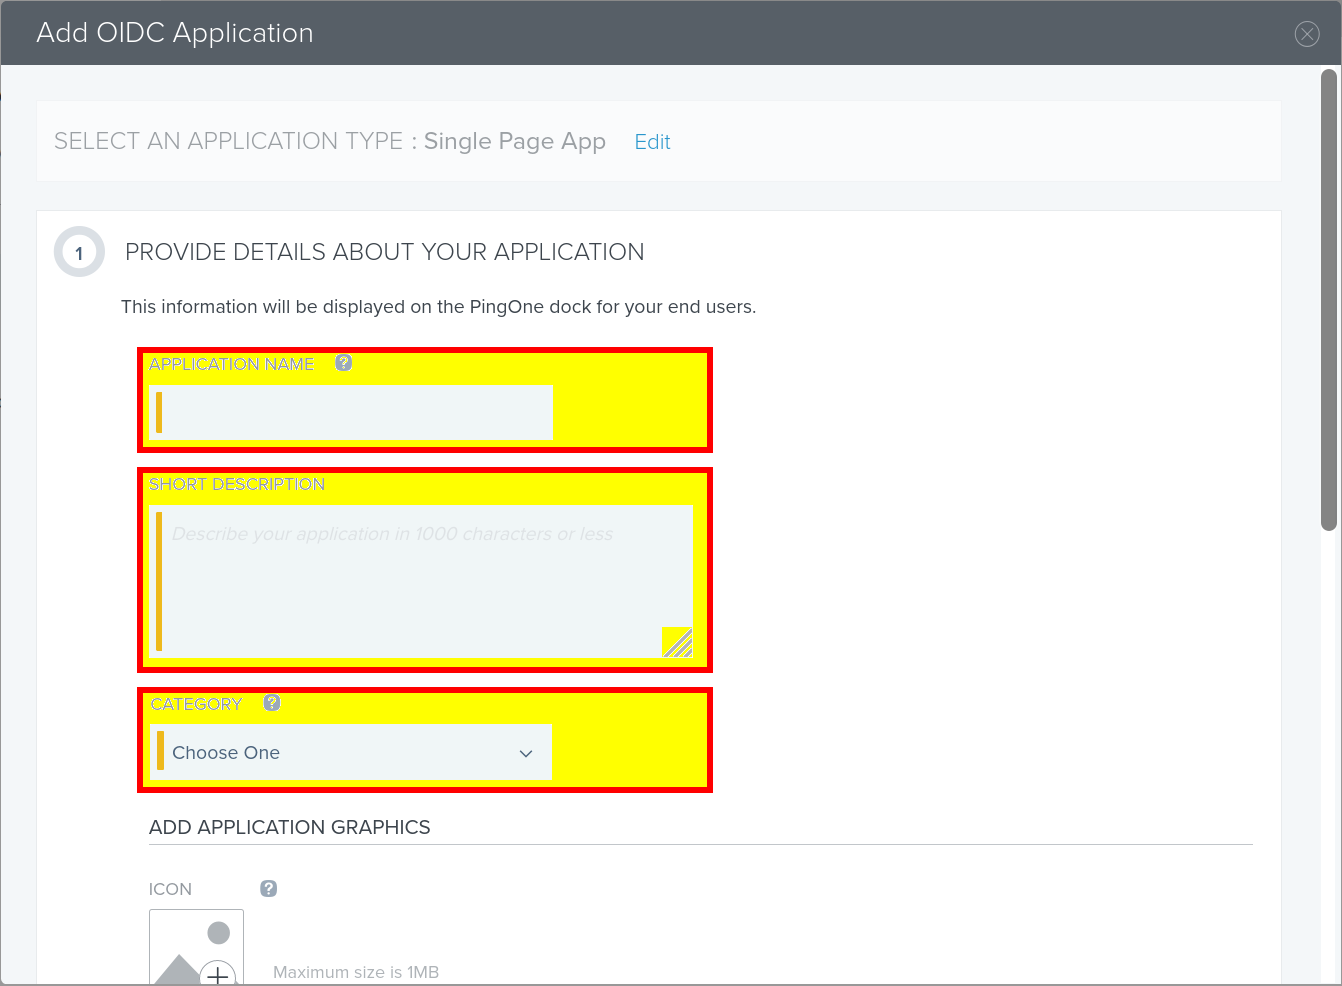 Add OIDC Application
SELECT AN APPLICATION TYPE : Single Page App Edit
1 PROVIDE DETAILS ABOUT YOUR APPLICATION
This information will be displayed on the PingOne dock for your end users.
APPLICATION NAME ?
SHORT DESCRIPTION
Describe your application in 1000 characters or less
CATEGORY ?
Choose One
ADD APPLICATION GRAPHICS
ICON ?
Maximum size is 1MB